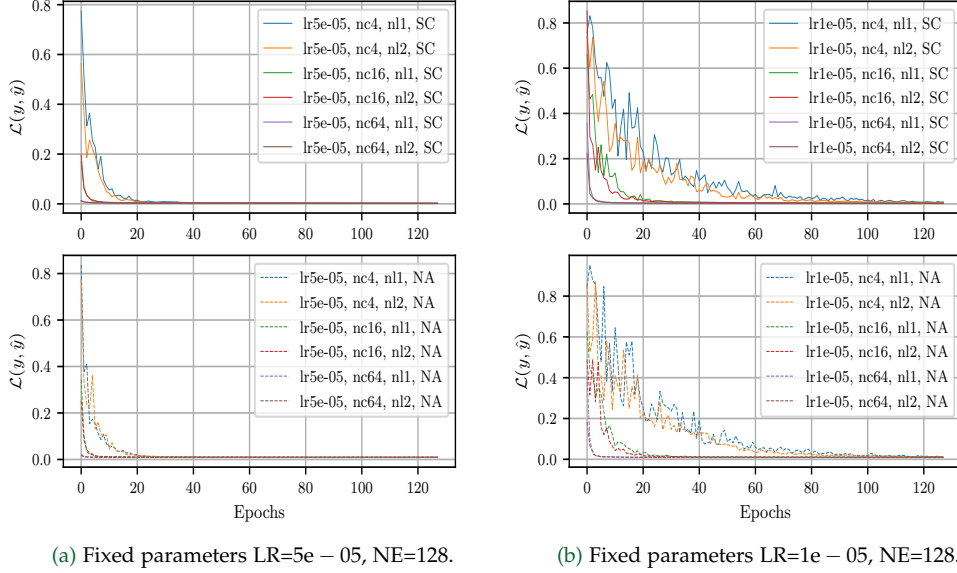 0.8
0.6
0.4
0.2
0.0
ℒ(y, ŷ)
lr5e-05, nc4, nl1, SC
lr5e-05, nc4, nl2, SC
lr5e-05, nc16, nl1, SC
lr5e-05, nc16, nl2, SC
lr5e-05, nc64, nl1, SC
lr5e-05, nc64, nl2, SC
0 20 40 60 80 100 120
0.8
0.6
0.4
0.2
0.0
ℒ(y, ŷ)
lr1e-05, nc4, nl1, SC
lr1e-05, nc4, nl2, SC
lr1e-05, nc16, nl1, SC
lr1e-05, nc16, nl2, SC
lr1e-05, nc64, nl1, SC
lr1e-05, nc64, nl2, SC
0 20 40 60 80 100 120
0.8
0.6
0.4
0.2
0.0
ℒ(y, ŷ)
lr5e-05, nc4, nl1, NA
lr5e-05, nc4, nl2, NA
lr5e-05, nc16, nl1, NA
lr5e-05, nc16, nl2, NA
lr5e-05, nc64, nl1, NA
lr5e-05, nc64, nl2, NA
0 20 40 60 80 100 120
Epochs
0.8
0.6
0.4
0.2
0.0
ℒ(y, ŷ)
lr1e-05, nc4, nl1, NA
lr1e-05, nc4, nl2, NA
lr1e-05, nc16, nl1, NA
lr1e-05, nc16, nl2, NA
lr1e-05, nc64, nl1, NA
lr1e-05, nc64, nl2, NA
0 20 40 60 80 100 120
Epochs
(a) Fixed parameters LR=5e − 05, NE=128.
(b) Fixed parameters LR=1e − 05, NE=128.